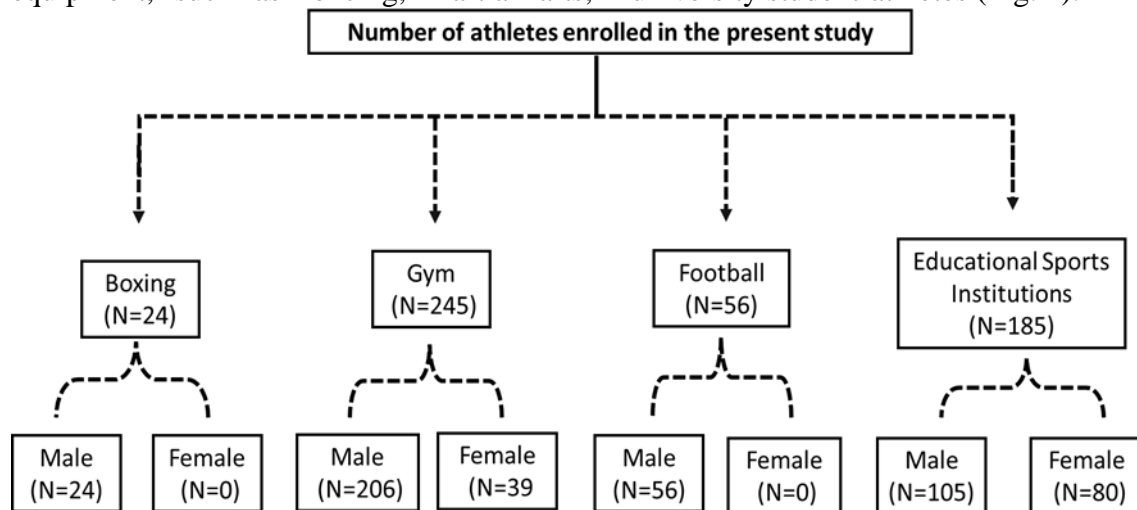 Number of athletes enrolled in the present study
Boxing
(N=24)
Gym
(N=245)
Football
(N=56)
Educational Sports
Institutions
(N=185)
Male
(N=24)
Female
(N=0)
Male
(N=206)
Female
(N=39
Male
(N=56)
Female
(N=0)
Male
(N=105)
Female
(N=80)